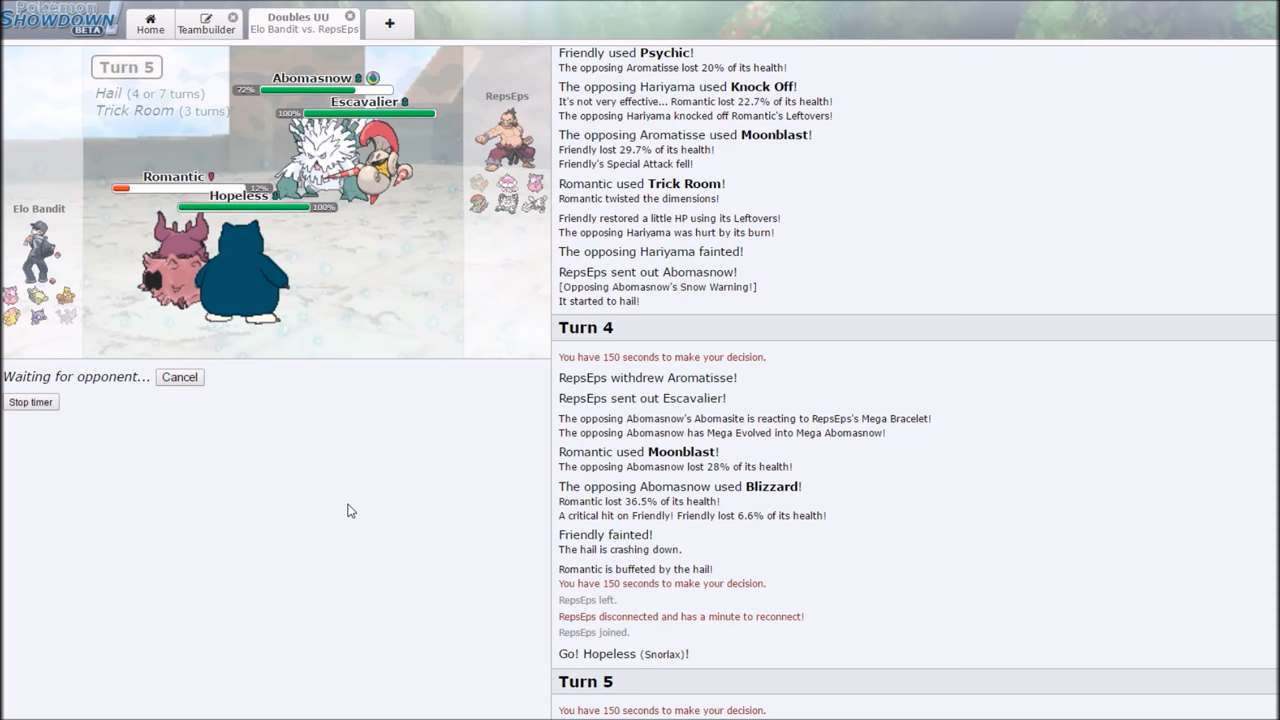 Pokémon
SHOWDOWN
BETA
Home
Teambuilder
Doubles UU
Elo Bandit vs. RepsEps
+
Turn 5
Hail (4 or 7 turns)
Trick Room (3 turns)
Abomasnow
72%
Escavalier
100%
Romantic
12%
Hopeless
100%
Elo Bandit
RepsEps
Waiting for opponent... Cancel
Stop timer
Friendly used Psychic!
The opposing Aromatisse lost 20% of its health!
The opposing Hariyama used Knock Off!
It's not very effective... Romantic lost 22.7% of its health!
The opposing Hariyama knocked off Romantic's Leftovers!
The opposing Aromatisse used Moonblast!
Friendly lost 29.7% of its health!
Friendly's Special Attack fell!
Romantic used Trick Room!
Romantic twisted the dimensions!
Friendly restored a little HP using its Leftovers!
The opposing Hariyama was hurt by its burn!
The opposing Hariyama fainted!
RepsEps sent out Abomasnow!
[Opposing Abomasnow's Snow Warning!]
It started to hail!
Turn 4
You have 150 seconds to make your decision.
RepsEps withdrew Aromatisse!
RepsEps sent out Escavalier!
The opposing Abomasnow's Abomasite is reacting to RepsEps's Mega Bracelet!
The opposing Abomasnow has Mega Evolved into Mega Abomasnow!
Romantic used Moonblast!
The opposing Abomasnow lost 28% of its health!
The opposing Abomasnow used Blizzard!
Romantic lost 36.5% of its health!
A critical hit on Friendly! Friendly lost 6.6% of its health!
Friendly fainted!
The hail is crashing down.
Romantic is buffeted by the hail!
You have 150 seconds to make your decision.
RepsEps left.
RepsEps disconnected and has a minute to reconnect!
RepsEps joined.
Go! Hopeless (Snorlax)!
Turn 5
You have 150 seconds to make your decision.